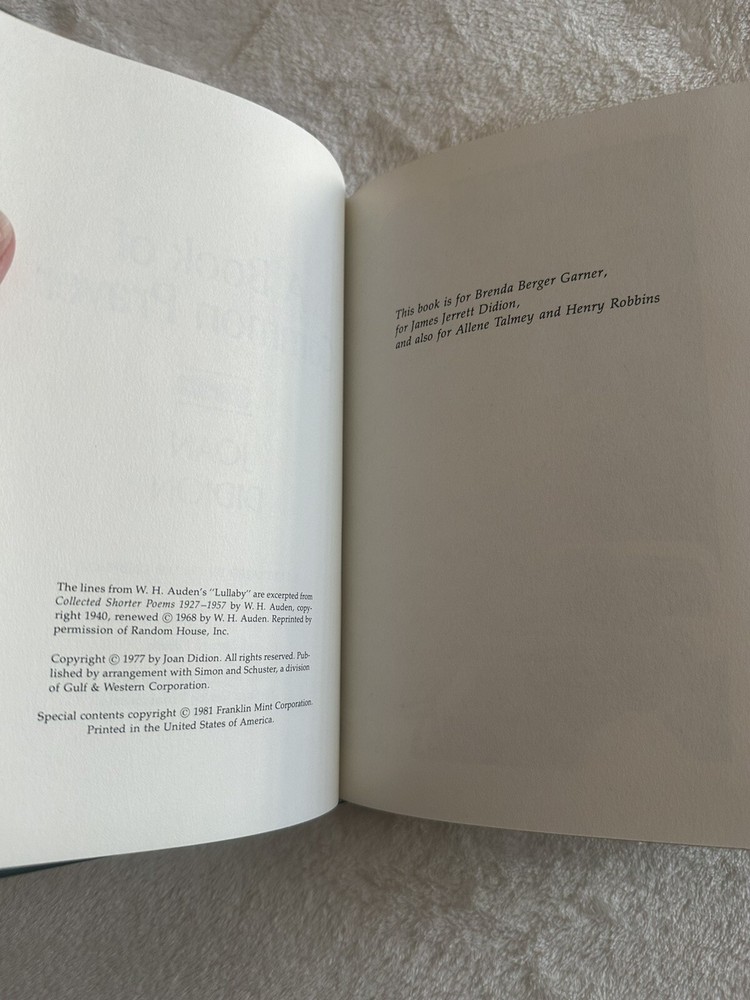 The lines from W. H. Auden's "Lullaby" are excerpted from
Collected Shorter Poems 1927–1957 by W. H. Auden, copy-
right 1940, renewed © 1968 by W. H. Auden. Reprinted by
permission of Random House, Inc.
Copyright © 1977 by Joan Didion. All rights reserved. Pub-
lished by arrangement with Simon and Schuster, a division
of Gulf & Western Corporation.
Special contents copyright © 1981 Franklin Mint Corporation.
Printed in the United States of America.
This book is for Brenda Berger Garner,
for James Jerrett Didion,
and also for Allene Talmey and Henry Robbins